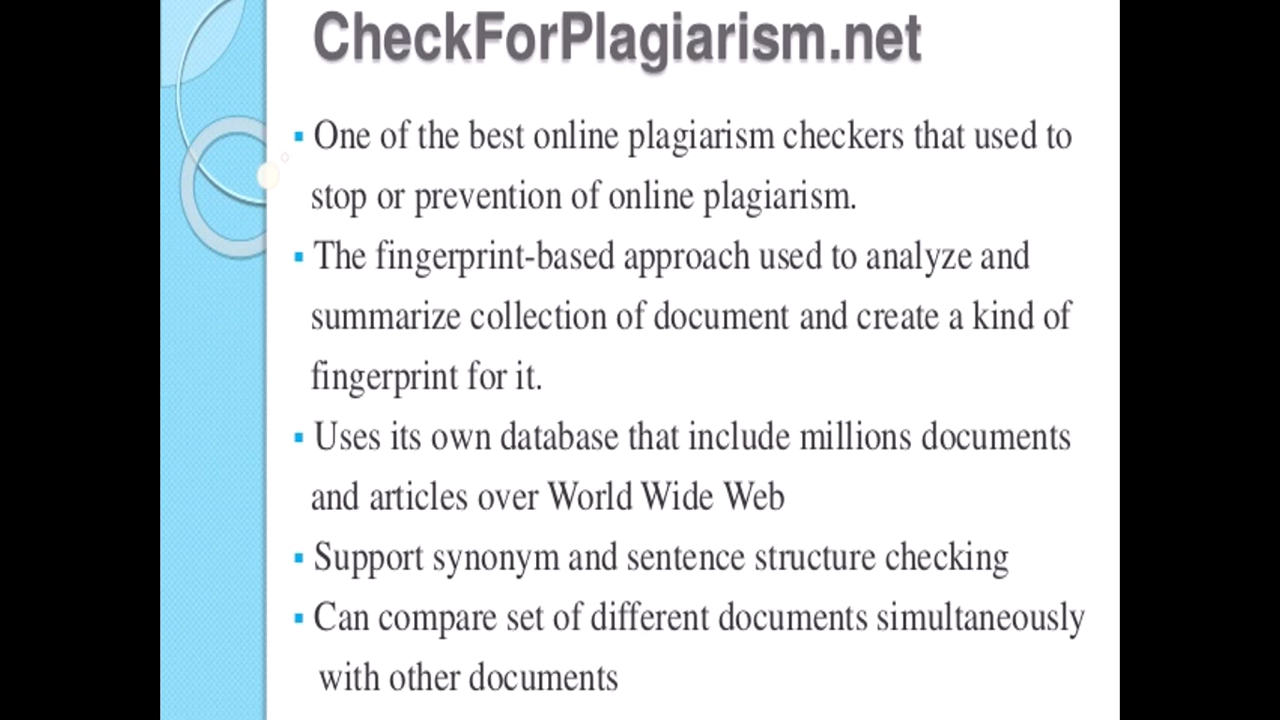 CheckForPlagiarism.net
▪ One of the best online plagiarism checkers that used to
stop or prevention of online plagiarism.
▪ The fingerprint-based approach used to analyze and
summarize collection of document and create a kind of
fingerprint for it.
▪ Uses its own database that include millions documents
and articles over World Wide Web
▪ Support synonym and sentence structure checking
▪ Can compare set of different documents simultaneously
with other documents